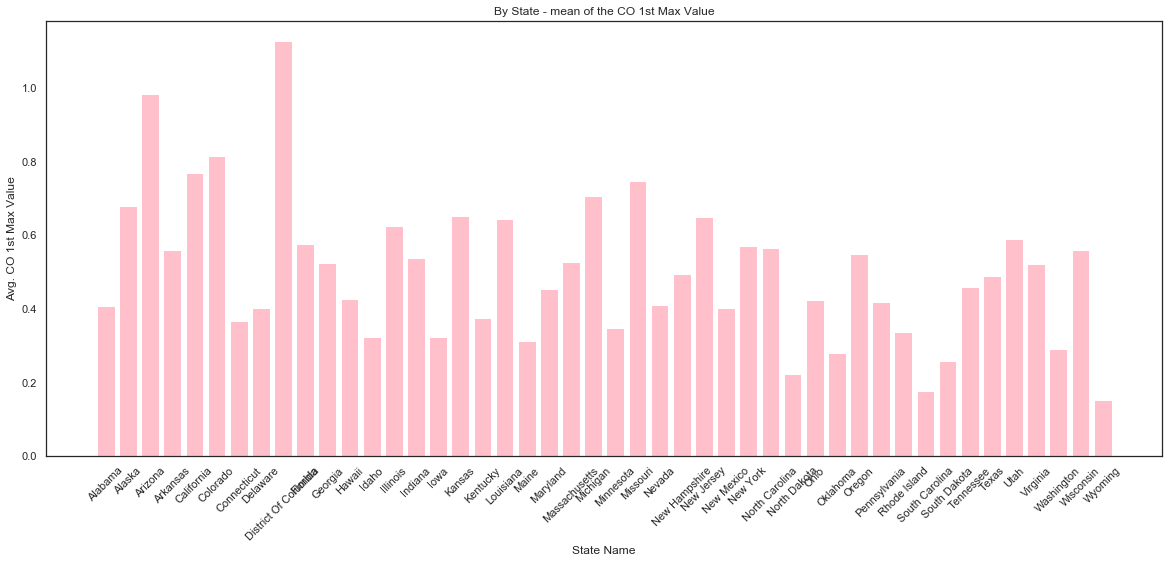 By State - mean of the CO 1st Max Value
Avg. CO 1st Max Value
1.0
0.8
0.6
0.4
0.2
0.0
Alabama
Alaska
Arizona
Arkansas
California
Colorado
Connecticut
Delaware
District Of Columbia
Florida
Georgia
Hawaii
Idaho
Illinois
Indiana
Iowa
Kansas
Kentucky
Louisiana
Maine
Maryland
Massachusetts
Michigan
Minnesota
Missouri
Nevada
New Hampshire
New Jersey
New Mexico
New York
North Carolina
North Dakota
Ohio
Oklahoma
Oregon
Pennsylvania
Rhode Island
South Carolina
South Dakota
Tennessee
Texas
Utah
Virginia
Washington
Wisconsin
Wyoming
State Name